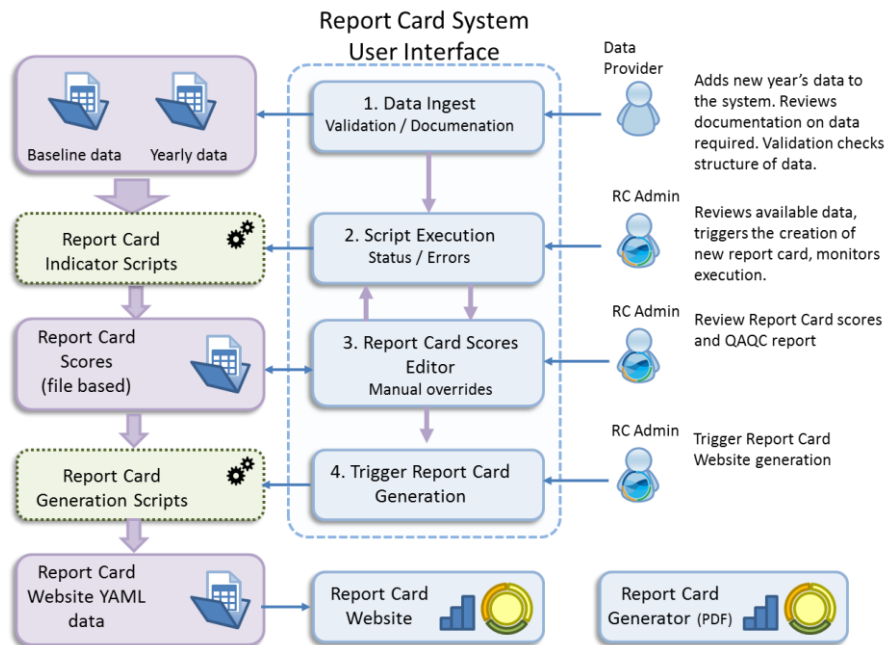 Report Card System
User Interface
Data
Provider
Adds new year's data to
the system. Reviews
documentation on data
required. Validation checks
structure of data.
1. Data Ingest
Validation / Documenation
Baseline data
Yearly data
RC Admin
Reviews available data,
triggers the creation of
new report card, monitors
execution.
2. Script Execution
Status / Errors
Report Card
Indicator Scripts
RC Admin
Review Report Card scores
and QAQC report
3. Report Card Scores
Editor
Manual overrides
Report Card
Scores
(file based)
RC Admin
Trigger Report Card
Website generation
4. Trigger Report Card
Generation
Report Card
Generation Scripts
Report Card
Website YAML
data
Report Card
Website
Report Card
Generator (PDF)